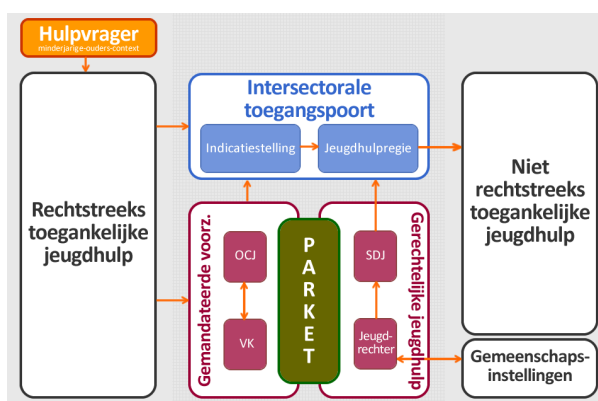 Hulpvrager
minderjarige-ouders-context
Rechtstreeks
toegankelijke
jeugdhulp
Intersectorale
toegangspoort
Indicatiestelling
Jeugdhulpregie
Gemandateerde voorz.
OCJ
VK
PARKET
SDJ
Jeugd-
rechter
Gerechtelijke jeugdhulp
Niet
rechtstreeks
toegankelijke
jeugdhulp
Gemeenschaps-
instellingen